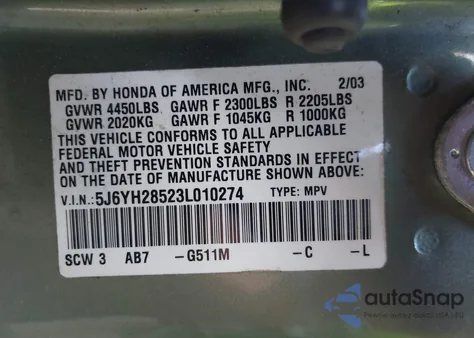 MFD. BY HONDA OF AMERICA MFG., INC. 2/03
GVWR 4450LBS GAWR F 2300LBS R 2205LBS
GVWR 2020KG GAWR F 1045KG R 1000KG
THIS VEHICLE CONFORMS TO ALL APPLICABLE
FEDERAL MOTOR VEHICLE SAFETY
AND THEFT PREVENTION STANDARDS IN EFFECT
ON THE DATE OF MANUFACTURE SHOWN ABOVE:
V.I.N.:5J6YH28523L010274 TYPE: MPV
SCW 3 AB7 -G511M -C -L
autoSnap